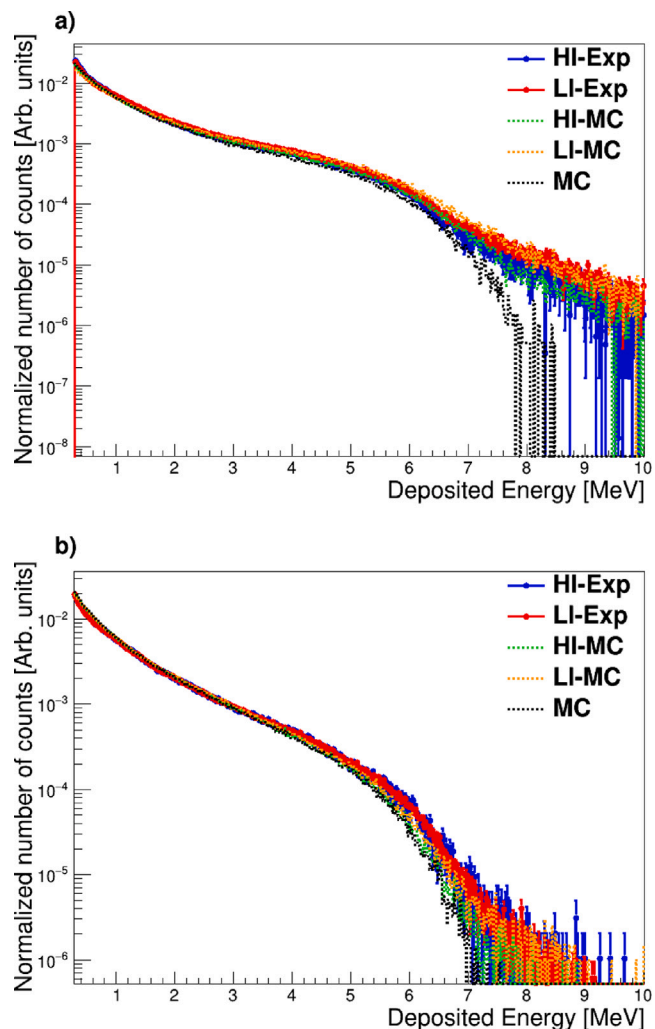 a)
Normalized number of counts [Arb. units]
10⁻²
10⁻³
10⁻⁴
10⁻⁵
10⁻⁶
10⁻⁷
10⁻⁸
HI-Exp
LI-Exp
HI-MC
LI-MC
MC
1 2 3 4 5 6 7 8 9 10
Deposited Energy [MeV]
b)
Normalized number of counts [Arb. units]
10⁻²
10⁻³
10⁻⁴
10⁻⁵
10⁻⁶
HI-Exp
LI-Exp
HI-MC
LI-MC
MC
1 2 3 4 5 6 7 8 9 10
Deposited Energy [MeV]